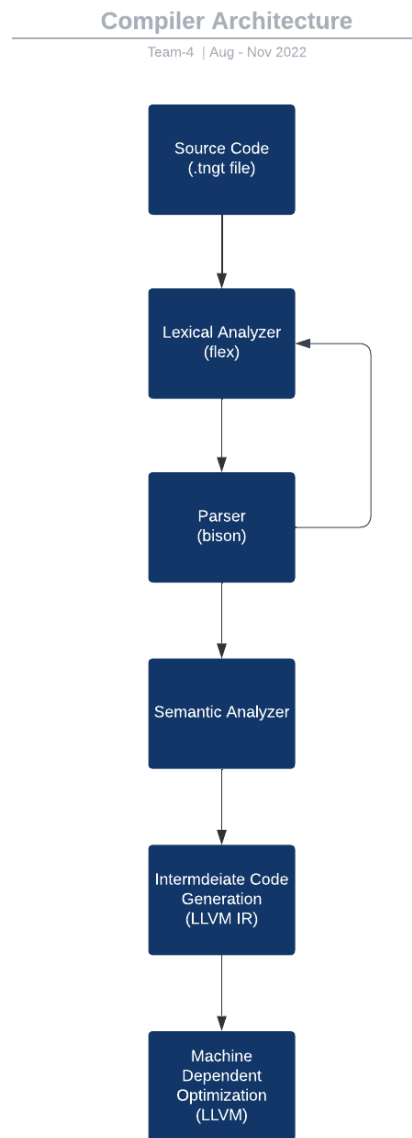 Compiler Architecture
Team-4 | Aug - Nov 2022
Source Code
(.tngt file)
Lexical Analyzer
(flex)
Parser
(bison)
Semantic Analyzer
Intermdeiate Code
Generation
(LLVM IR)
Machine
Dependent
Optimization
(LLVM)